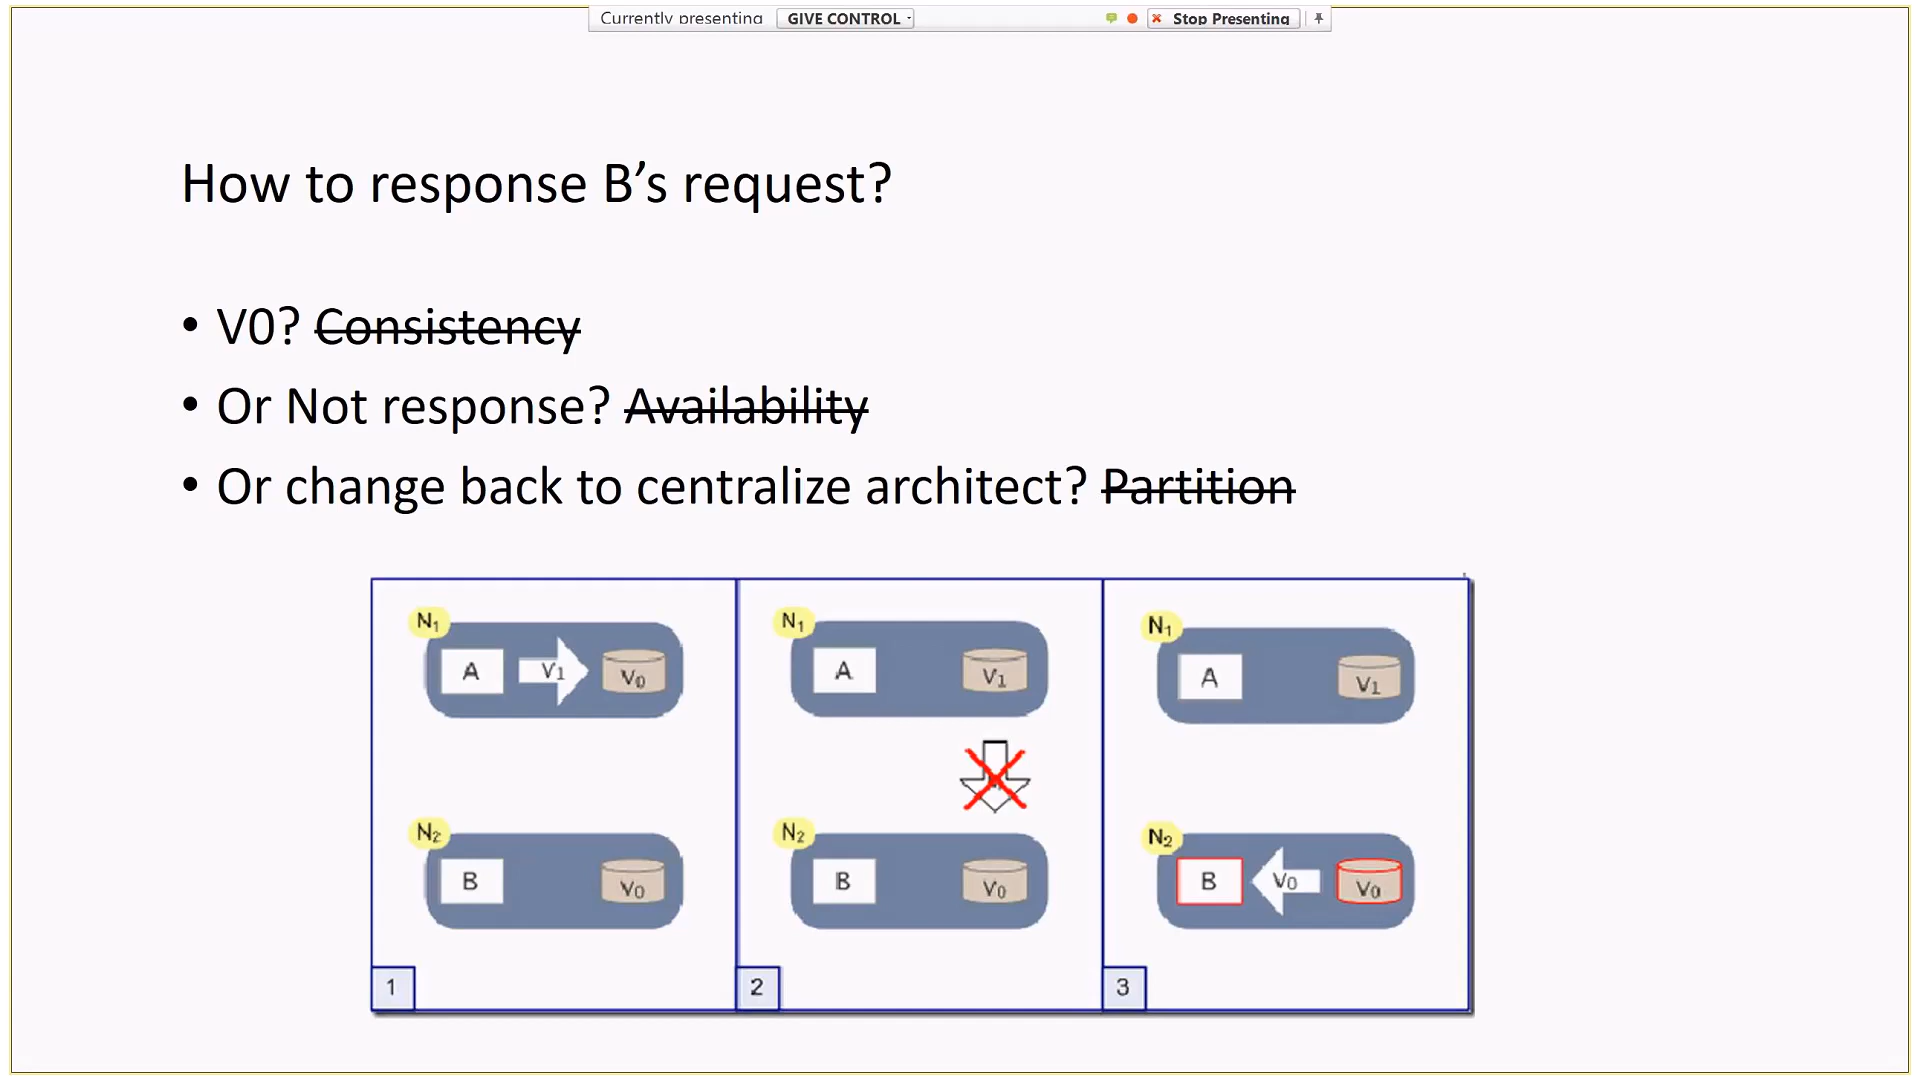 Currently presenting GIVE CONTROL Stop Presenting
How to response B’s request?
• V0? Consistency
• Or Not response? Availability
• Or change back to centralize architect? Partition
N1
A V1 V0
N2
B V0
1
N1
A V1
N2
B V0
2
N1
A V1
N2
B V0 V0
3